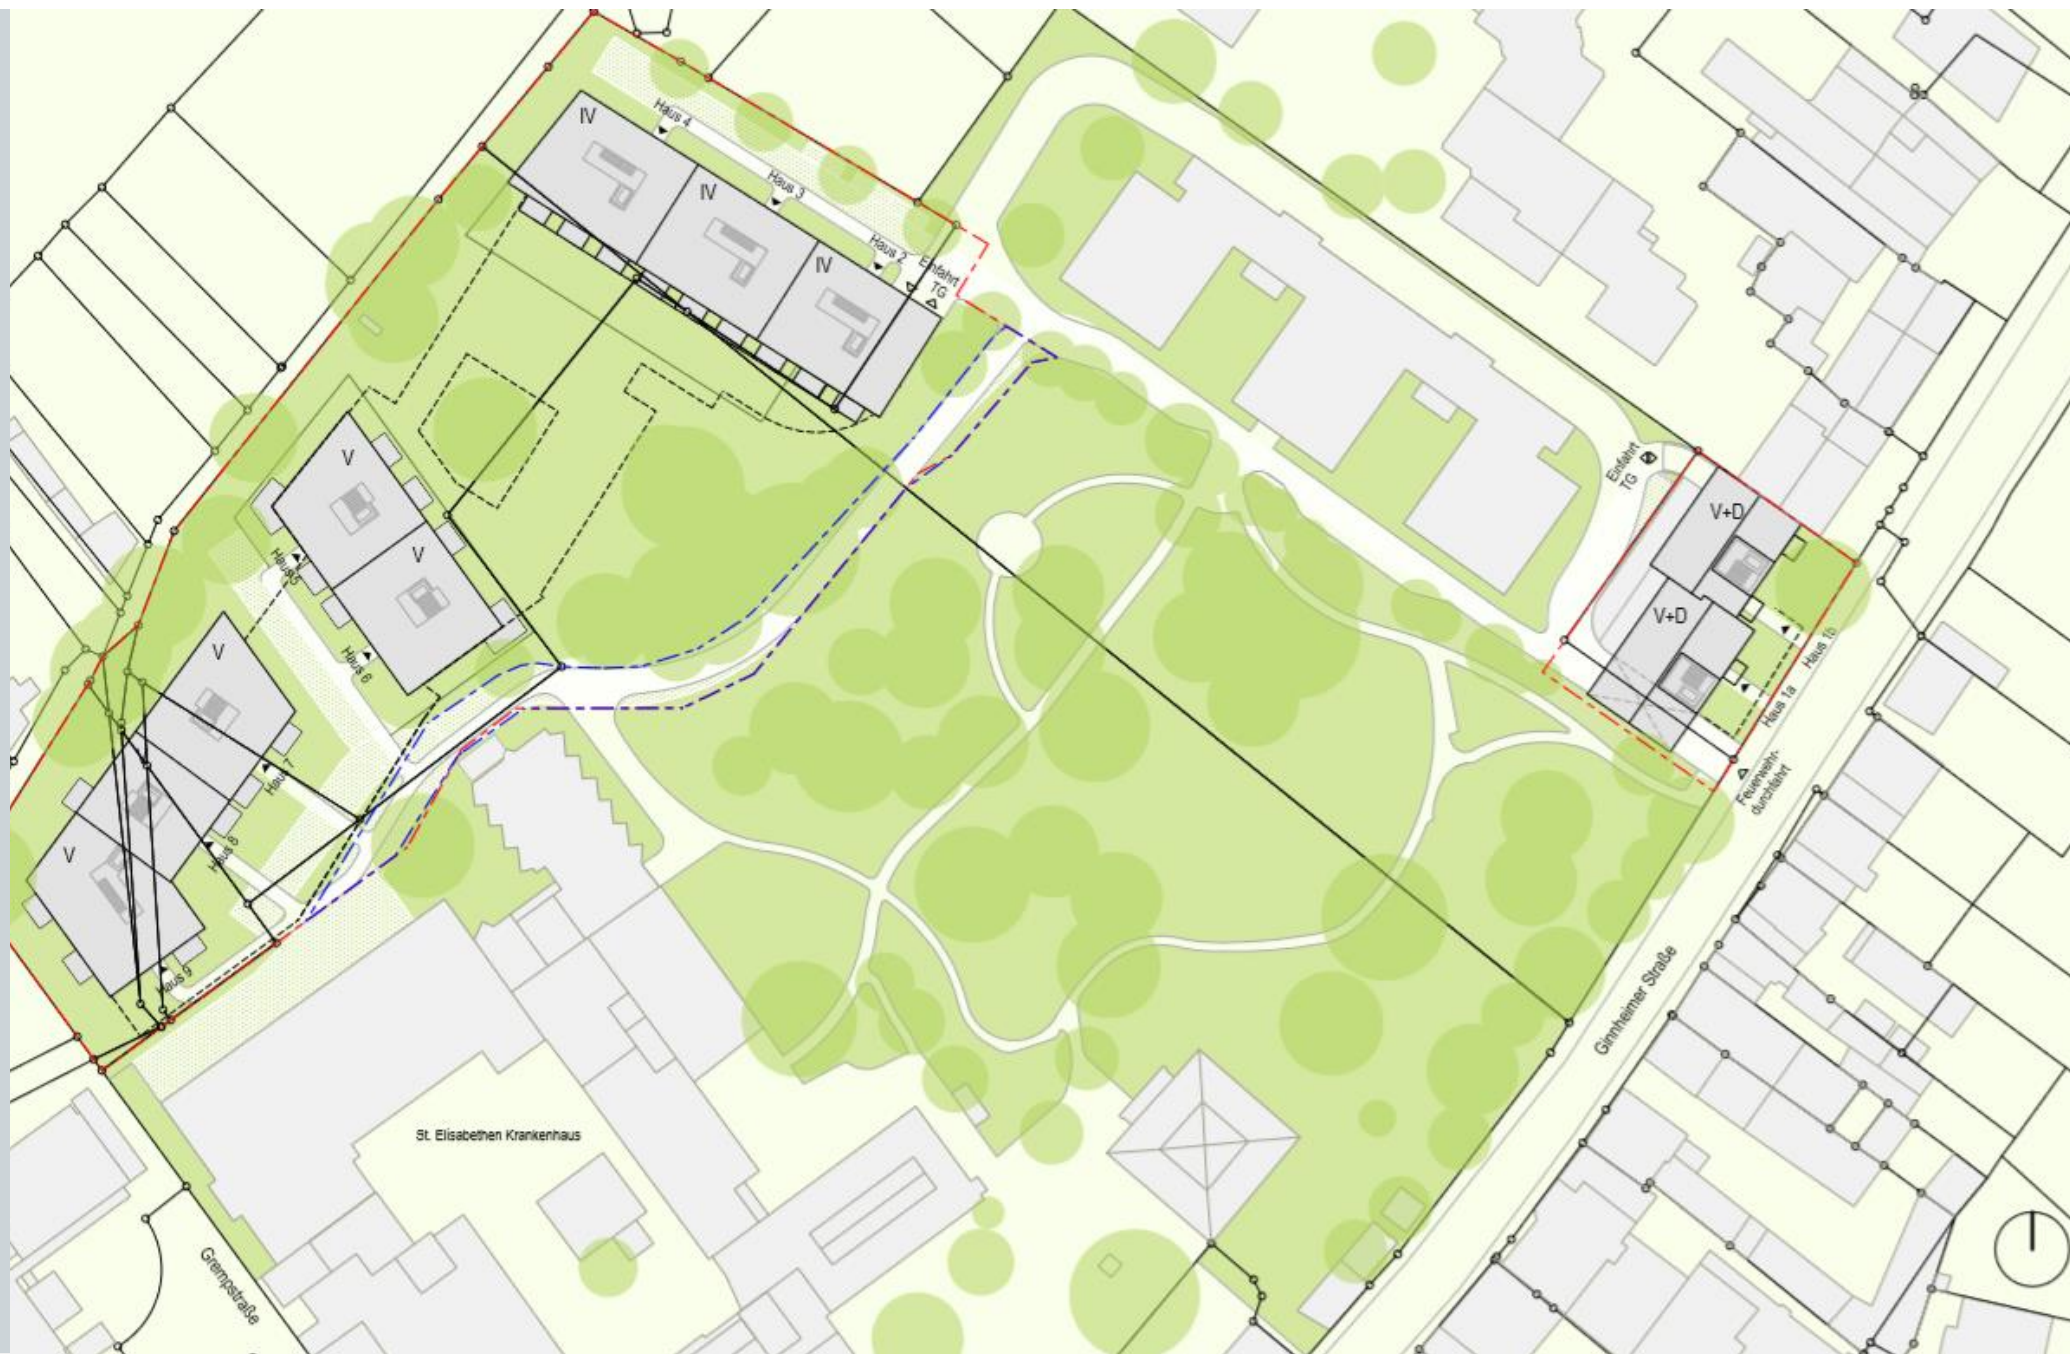 IV
Haus 4
IV
Haus 3
IV
Haus 2
Einfahrt
TG
V
V
Haus 5
Haus 6
V
Haus 7
V
Haus 8
Haus 9
Einfahrt
TG
V+D
V+D
Haus 1b
Haus 1a
Feuerwehr-
durchfahrt
Ginnheimer Straße
St. Elisabethen Krankenhaus
Grempstraße